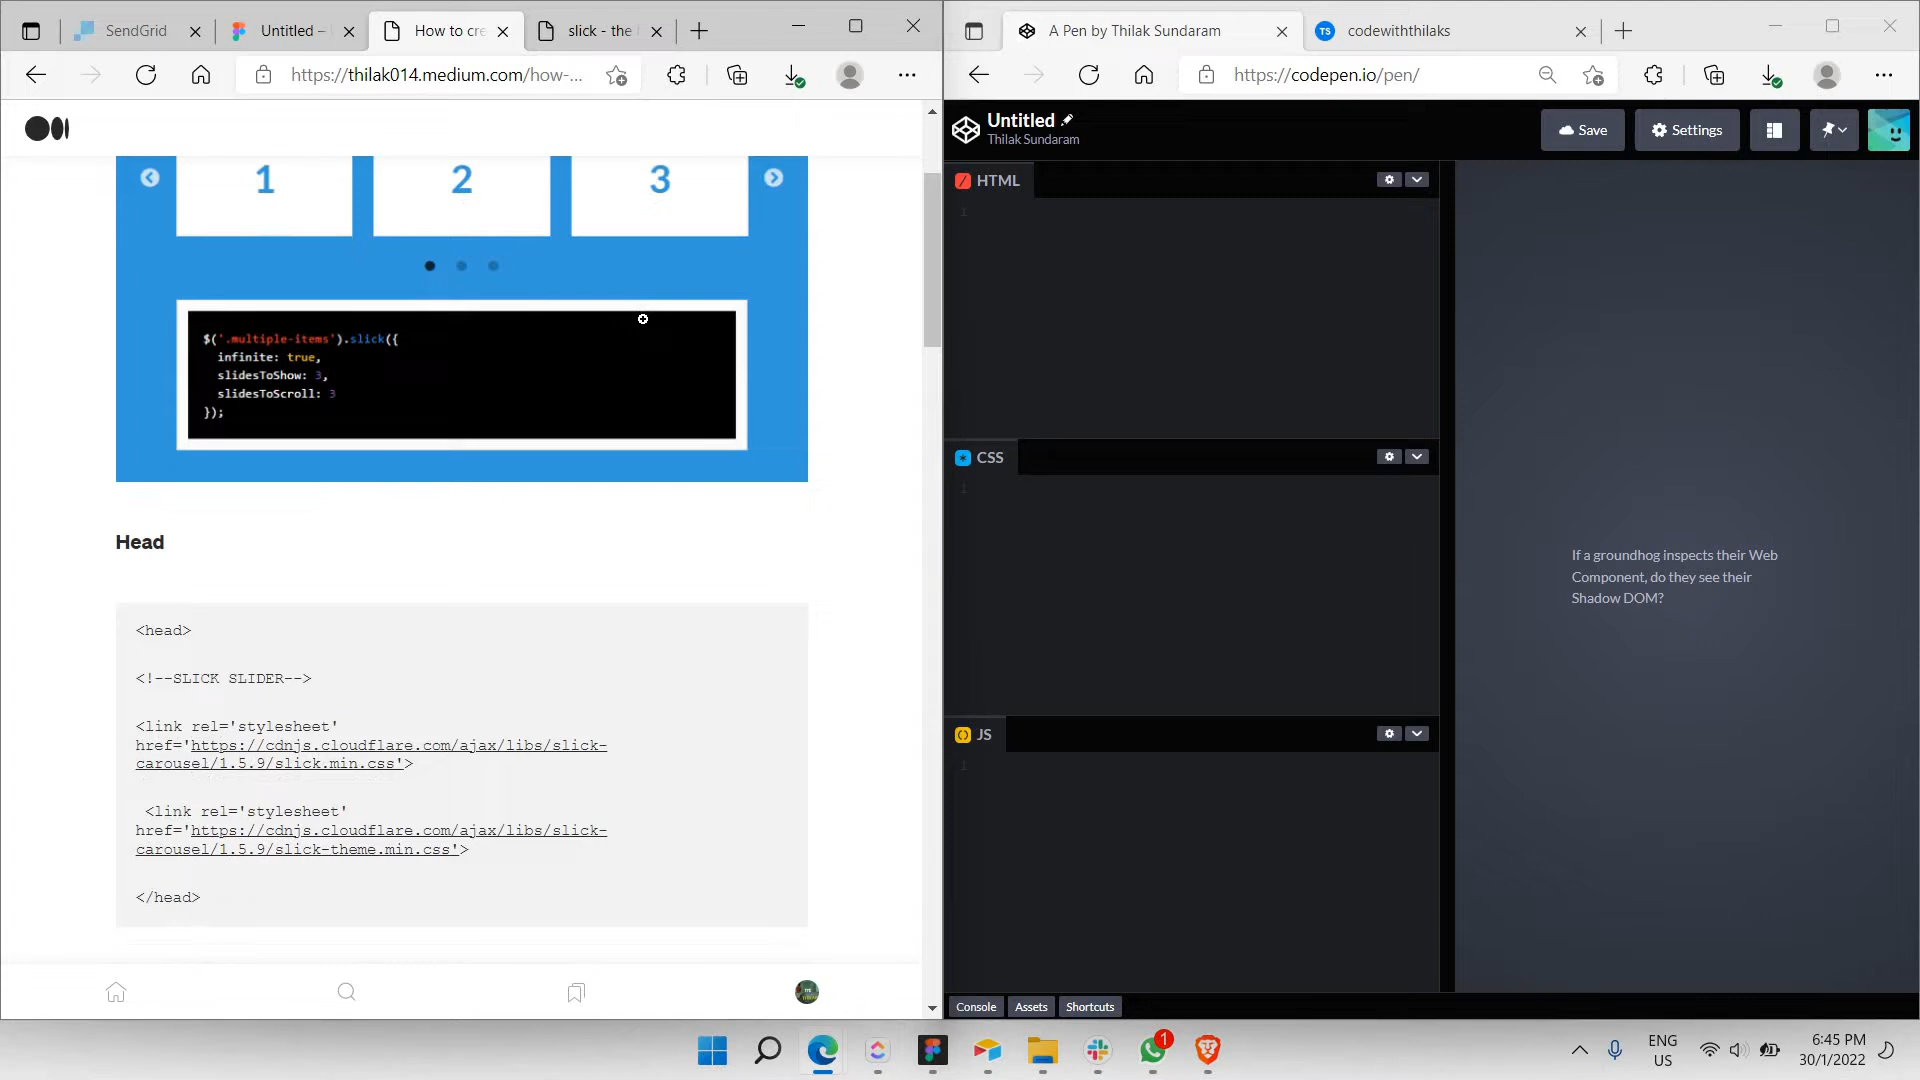 SendGrid
Untitled –
How to cre
slick - the
https://thilak014.medium.com/how-...
1
2
3
$('.multiple-items').slick({
infinite: true,
slidesToShow: 3,
slidesToScroll: 3
});
Head
<head>
<!--SLICK SLIDER-->
<link rel='stylesheet'
href='https://cdnjs.cloudflare.com/ajax/libs/slick-
carousel/1.5.9/slick.min.css'>
<link rel='stylesheet'
href='https://cdnjs.cloudflare.com/ajax/libs/slick-
carousel/1.5.9/slick-theme.min.css'>
</head>
A Pen by Thilak Sundaram
TS
codewiththilaks
https://codepen.io/pen/
Untitled
Thilak Sundaram
Save
Settings
HTML
1
CSS
1
JS
1
If a groundhog inspects their Web
Component, do they see their
Shadow DOM?
Console
Assets
Shortcuts
1
ENG
US
6:45 PM
30/1/2022